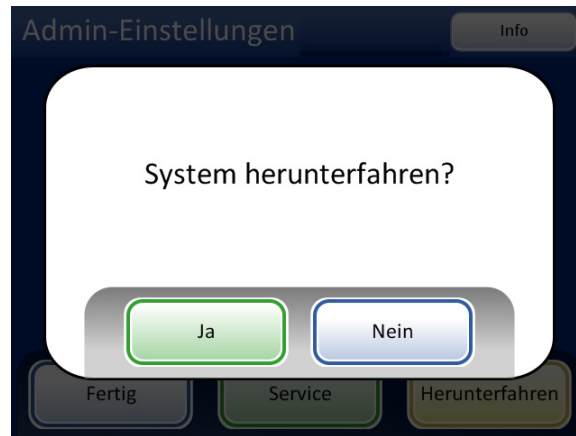 Admin-Einstellungen
Info
System herunterfahren?
Ja
Nein
Fertig
Service
Herunterfahren